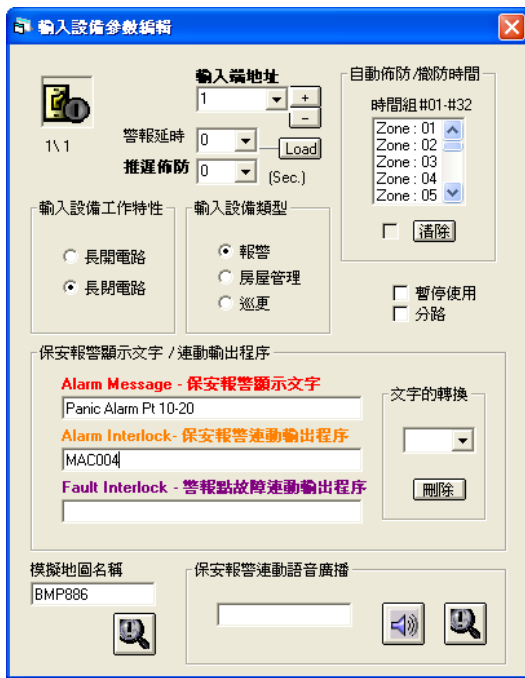 輸入設備參數編輯
輸入端地址
1
+
-
1\ 1
警報延時 0
Load
推遲佈防 0
(Sec.)
自動佈防 /撤防時間
時間組#01-#32
Zone : 01
Zone : 02
Zone : 03
Zone : 04
Zone : 05
清除
輸入設備工作特性
長開電路
長閉電路
輸入設備類型
報警
房屋管理
巡更
暫停使用
分路
保安報警顯示文字 / 連動輸出程序
Alarm Message - 保安報警顯示文字
Panic Alarm Pt 10-20
Alarm Interlock- 保安報警連動輸出程序
MAC004
Fault Interlock - 警報點故障連動輸出程序
文字的轉換
刪除
模擬地圖名稱
BMP886
保安報警連動語音廣播